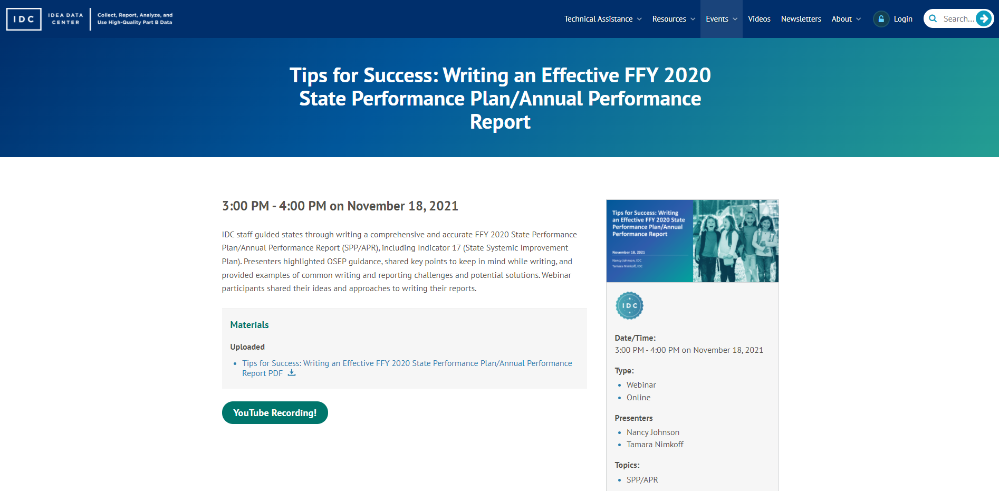 IDC
IDEA DATA
CENTER
Collect, Report, Analyze, and
Use High-Quality Part B Data
Technical Assistance
Resources
Events
Videos
Newsletters
About
Login
Search...
Tips for Success: Writing an Effective FFY 2020
State Performance Plan/Annual Performance
Report
3:00 PM - 4:00 PM on November 18, 2021
IDC staff guided states through writing a comprehensive and accurate FFY 2020 State Performance
Plan/Annual Performance Report (SPP/APR), including Indicator 17 (State Systemic Improvement
Plan). Presenters highlighted OSEP guidance, shared key points to keep in mind while writing, and
provided examples of common writing and reporting challenges and potential solutions. Webinar
participants shared their ideas and approaches to writing their reports.
Materials
Uploaded
Tips for Success: Writing an Effective FFY 2020 State Performance Plan/Annual Performance
Report PDF
YouTube Recording!
Tips for Success: Writing
an Effective FFY 2020 State
Performance Plan/Annual
Performance Report
November 18, 2021
Nancy Johnson, IDC
Tamara Nimkoff, IDC
IDC
Date/Time:
3:00 PM - 4:00 PM on November 18, 2021
Type:
Webinar
Online
Presenters
Nancy Johnson
Tamara Nimkoff
Topics:
SPP/APR